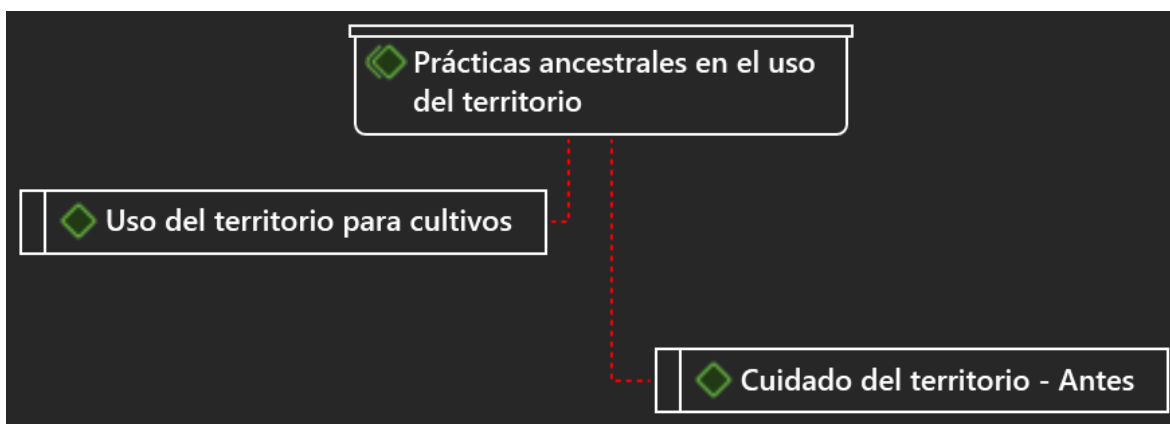 Prácticas ancestrales en el uso
del territorio
Uso del territorio para cultivos
Cuidado del territorio - Antes